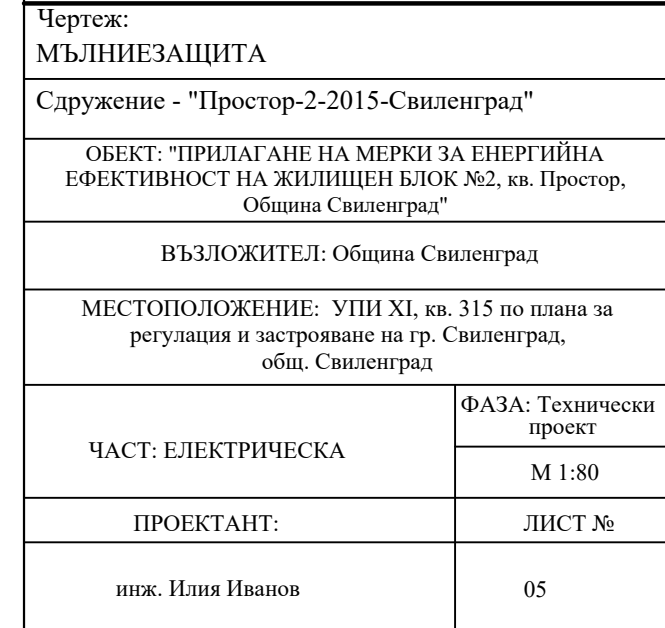 Чертеж:
МЪЛНИЕЗАЩИТА
Сдружение - "Простор-2-2015-Свиленград"
ОБЕКТ: "ПРИЛАГАНЕ НА МЕРКИ ЗА ЕНЕРГИЙНА
ЕФЕКТИВНОСТ НА ЖИЛИЩЕН БЛОК №2, кв. Простор,
Община Свиленград"
ВЪЗЛОЖИТЕЛ: Община Свиленград
МЕСТОПОЛОЖЕНИЕ: УПИ XI, кв. 315 по плана за
регулация и застрояване на гр. Свиленград,
общ. Свиленград
ЧАСТ: ЕЛЕКТРИЧЕСКА
ФАЗА: Технически
проект
М 1:80
ПРОЕКТАНТ:
ЛИСТ №
инж. Илия Иванов
05